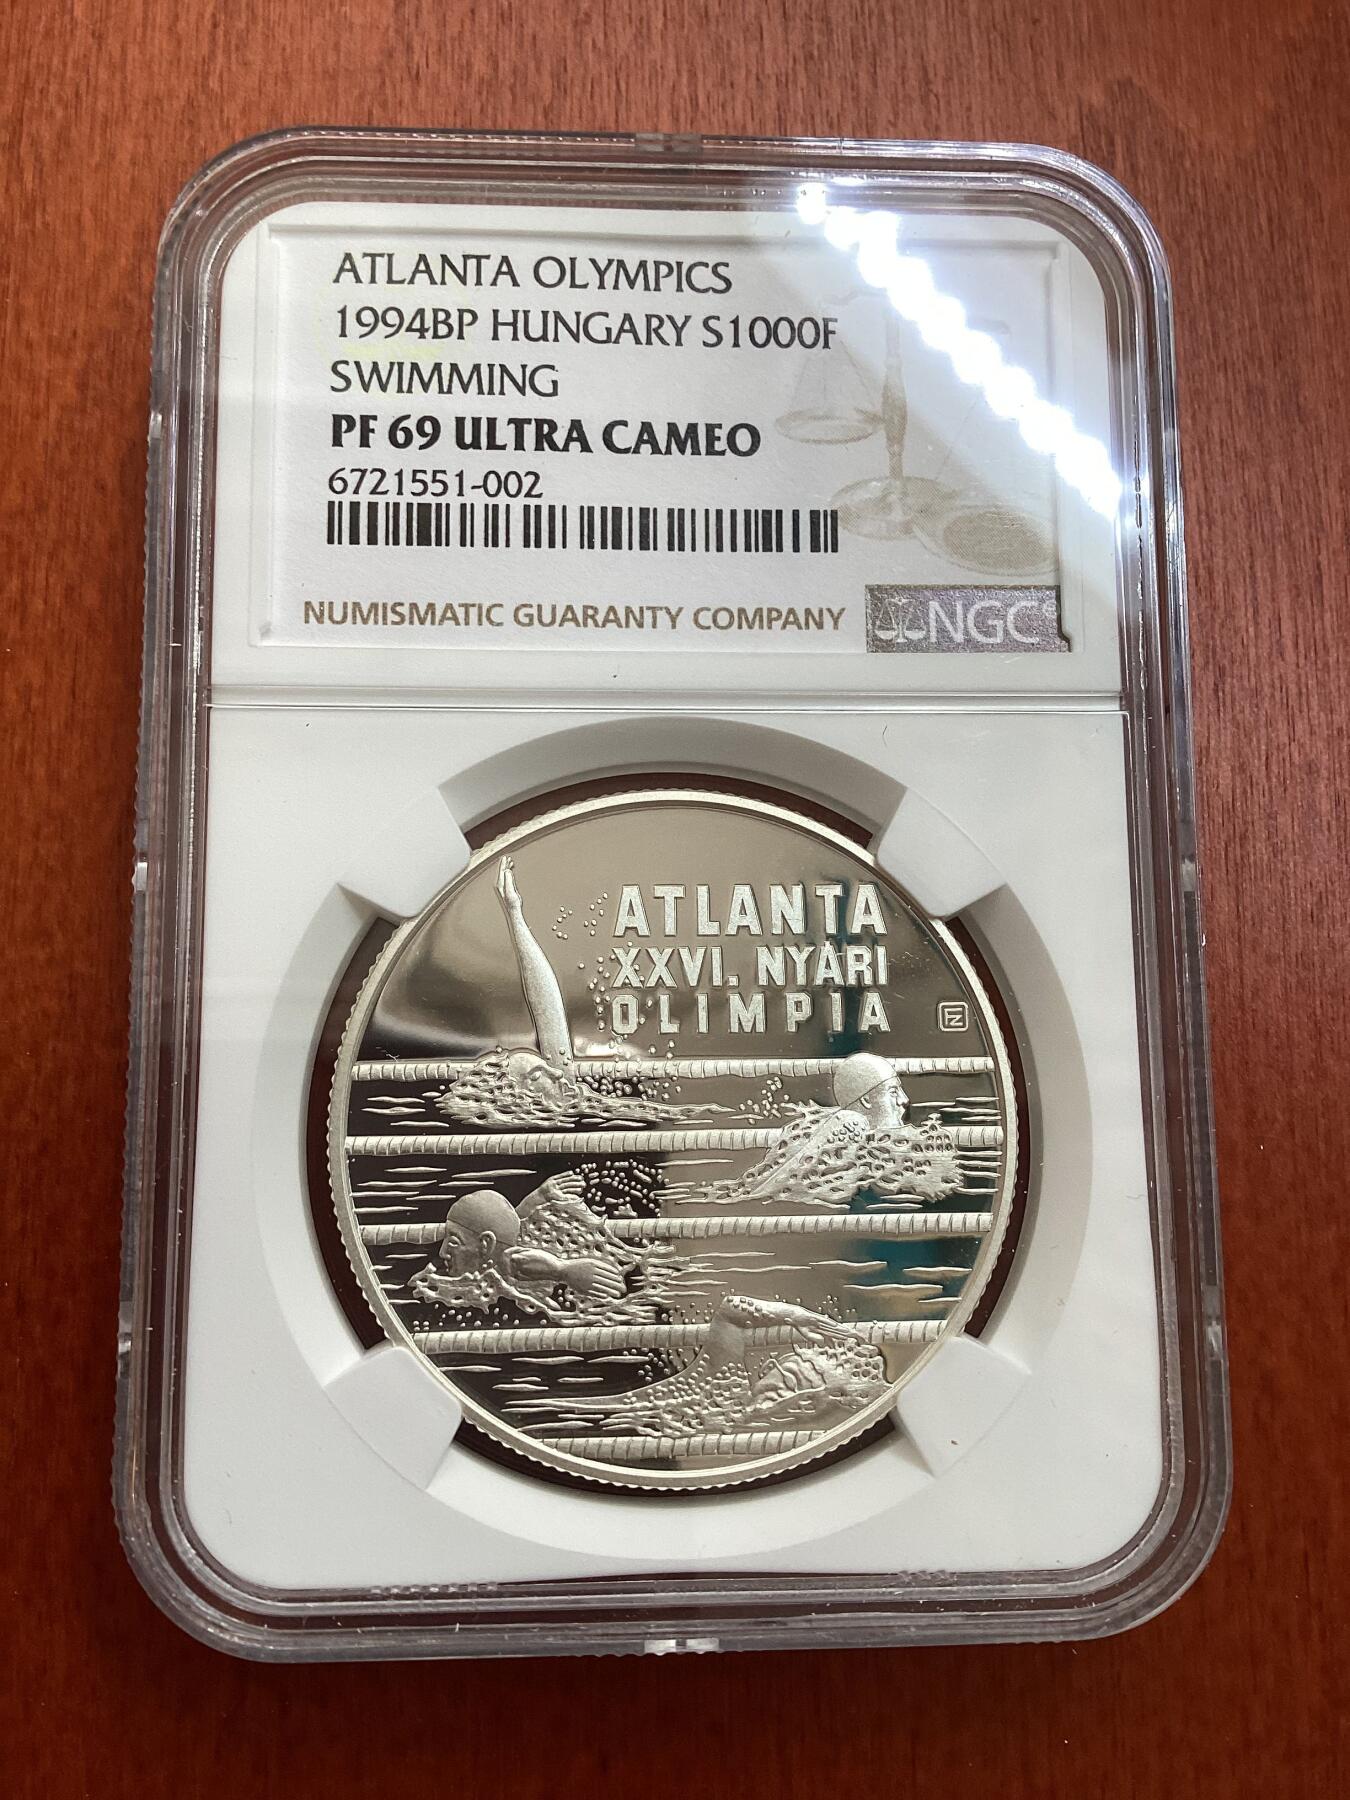 ATLANTA OLYMPICS
1994BP HUNGARY S1000F
SWIMMING
PF 69 ULTRA CAMEO
6721551-002
NUMISMATIC GUARANTY COMPANY
NGC
ATLANTA
XXVI. NYÁRI
OLIMPIA